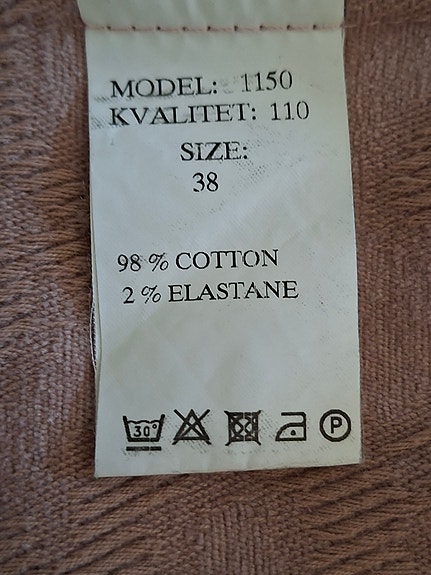 MODEL: 1150
KVALITET: 110
SIZE:
38
98 % COTTON
2 % ELASTANE
30° P